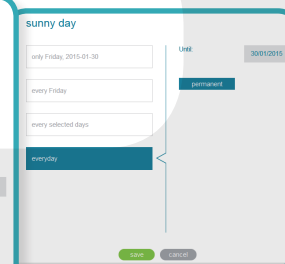 sunny day
only Friday, 2015-01-30
every Friday
every selected days
everyday
Until:
30/01/2015
permanent
save
cancel